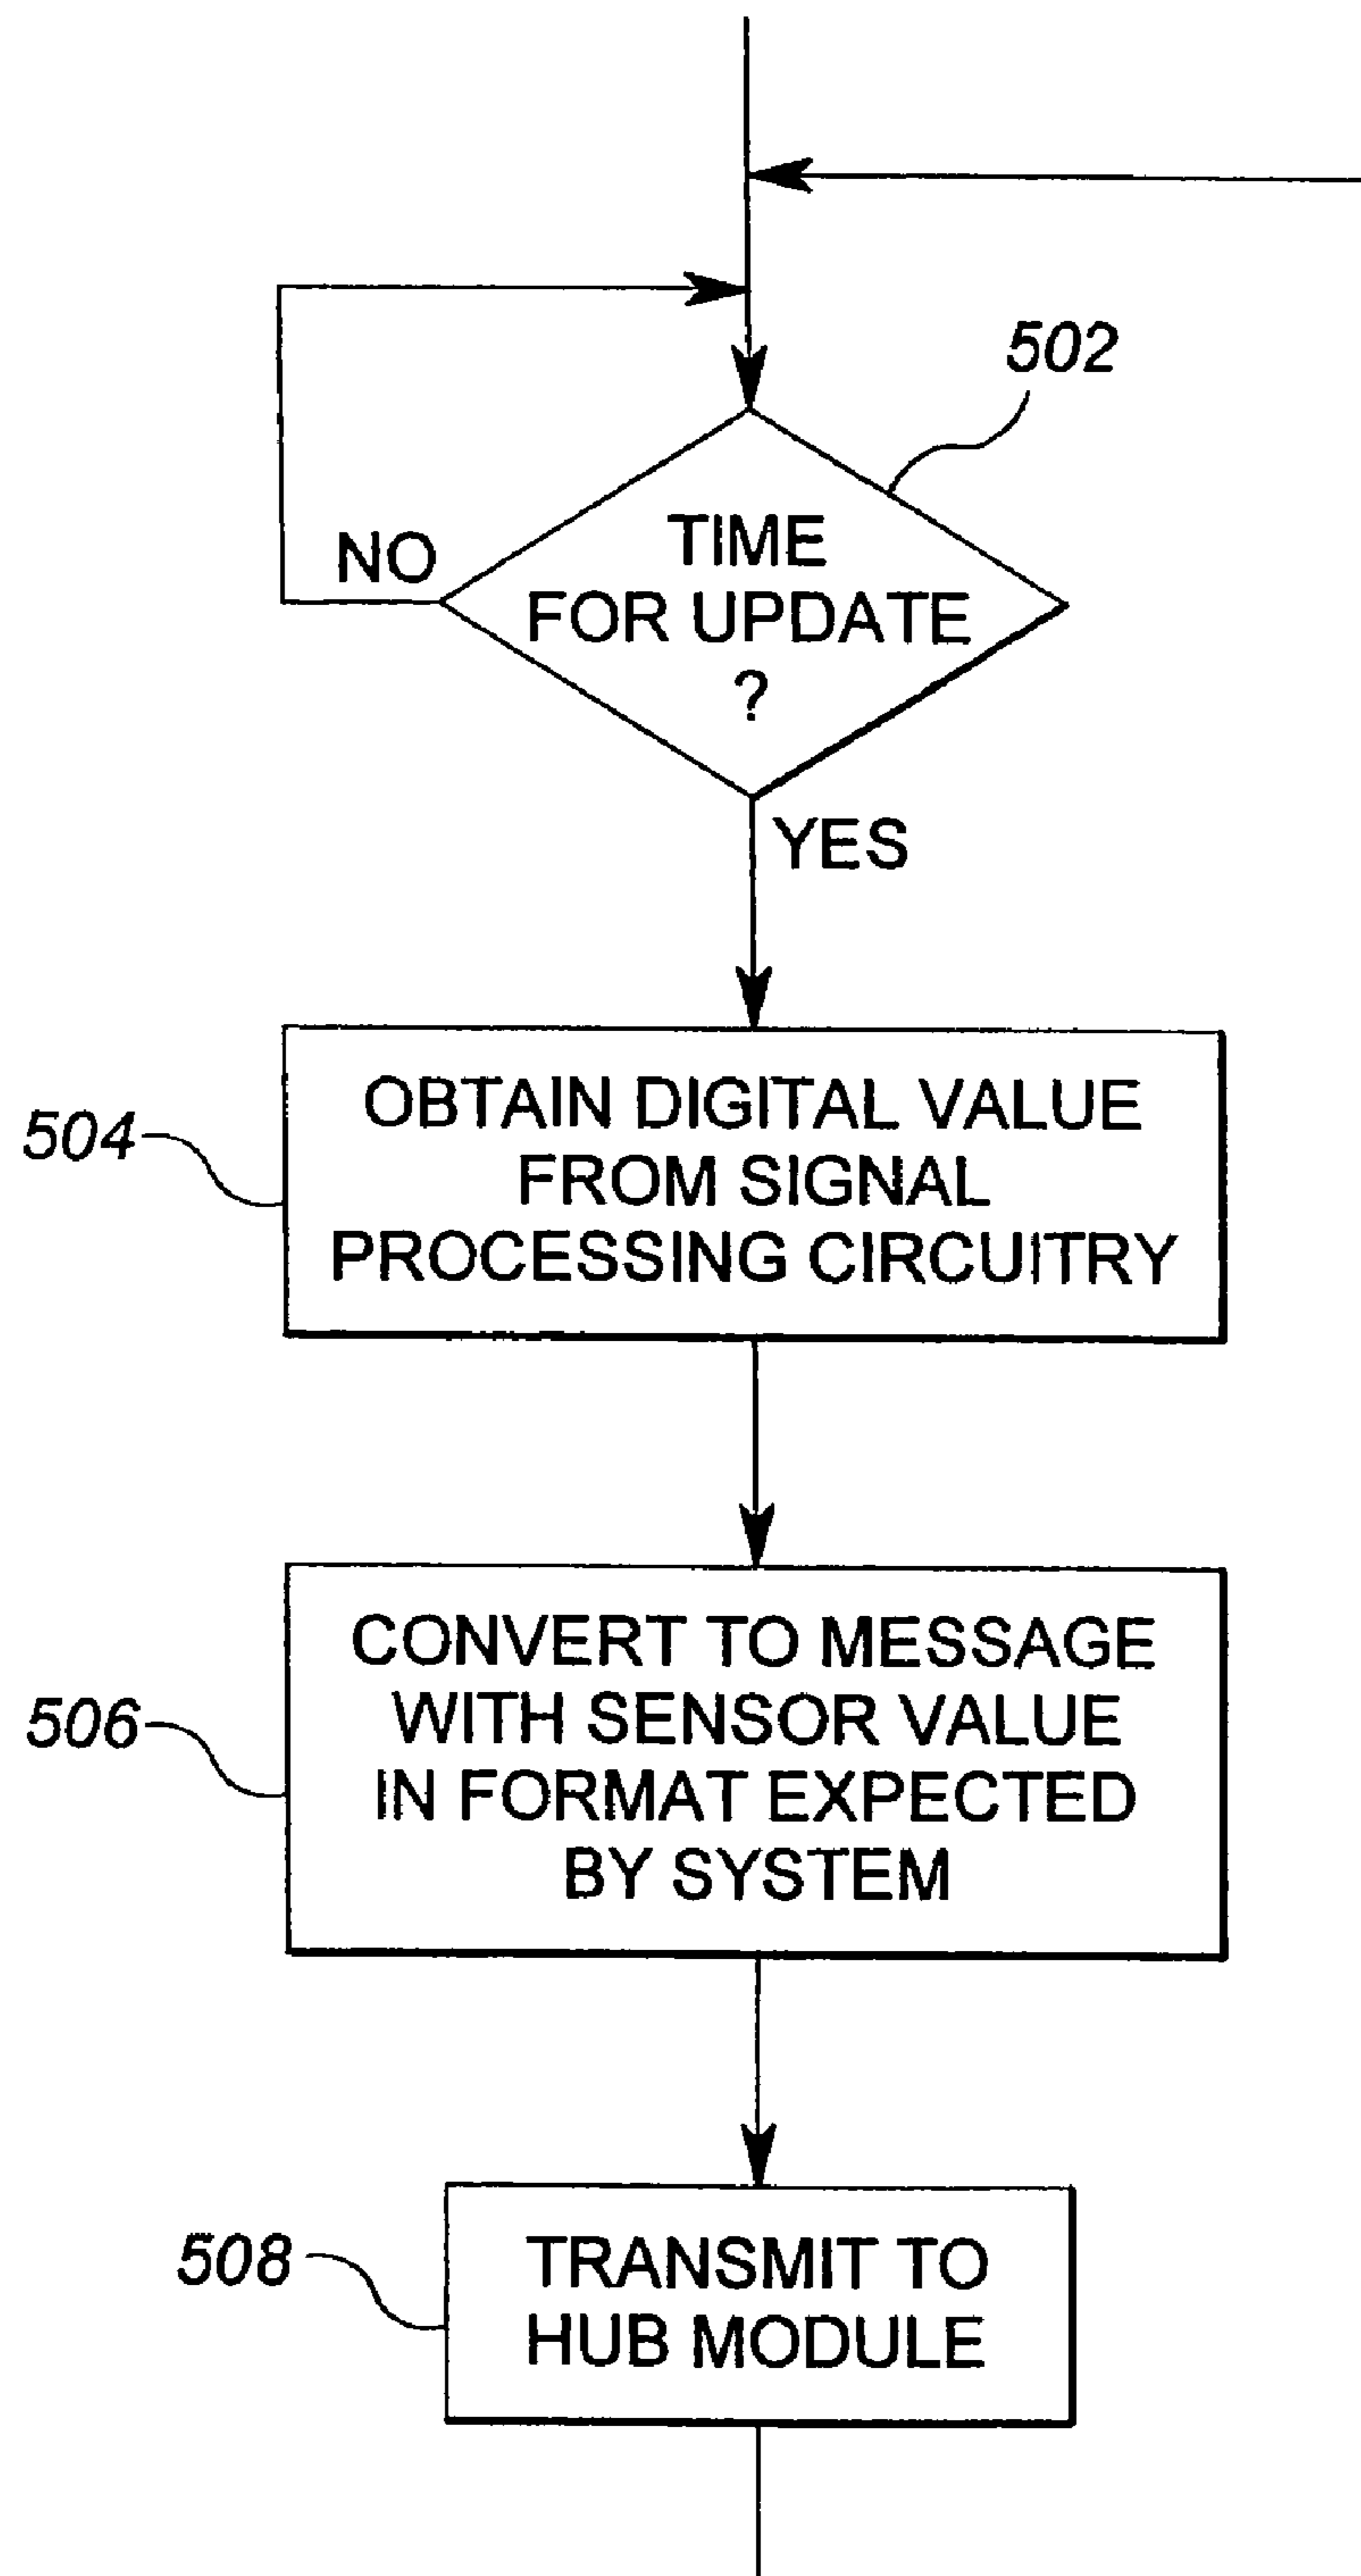 502
TIME
FOR UPDATE
?
NO
YES
504
OBTAIN DIGITAL VALUE
FROM SIGNAL
PROCESSING CIRCUITRY
506
CONVERT TO MESSAGE
WITH SENSOR VALUE
IN FORMAT EXPECTED
BY SYSTEM
508
TRANSMIT TO
HUB MODULE